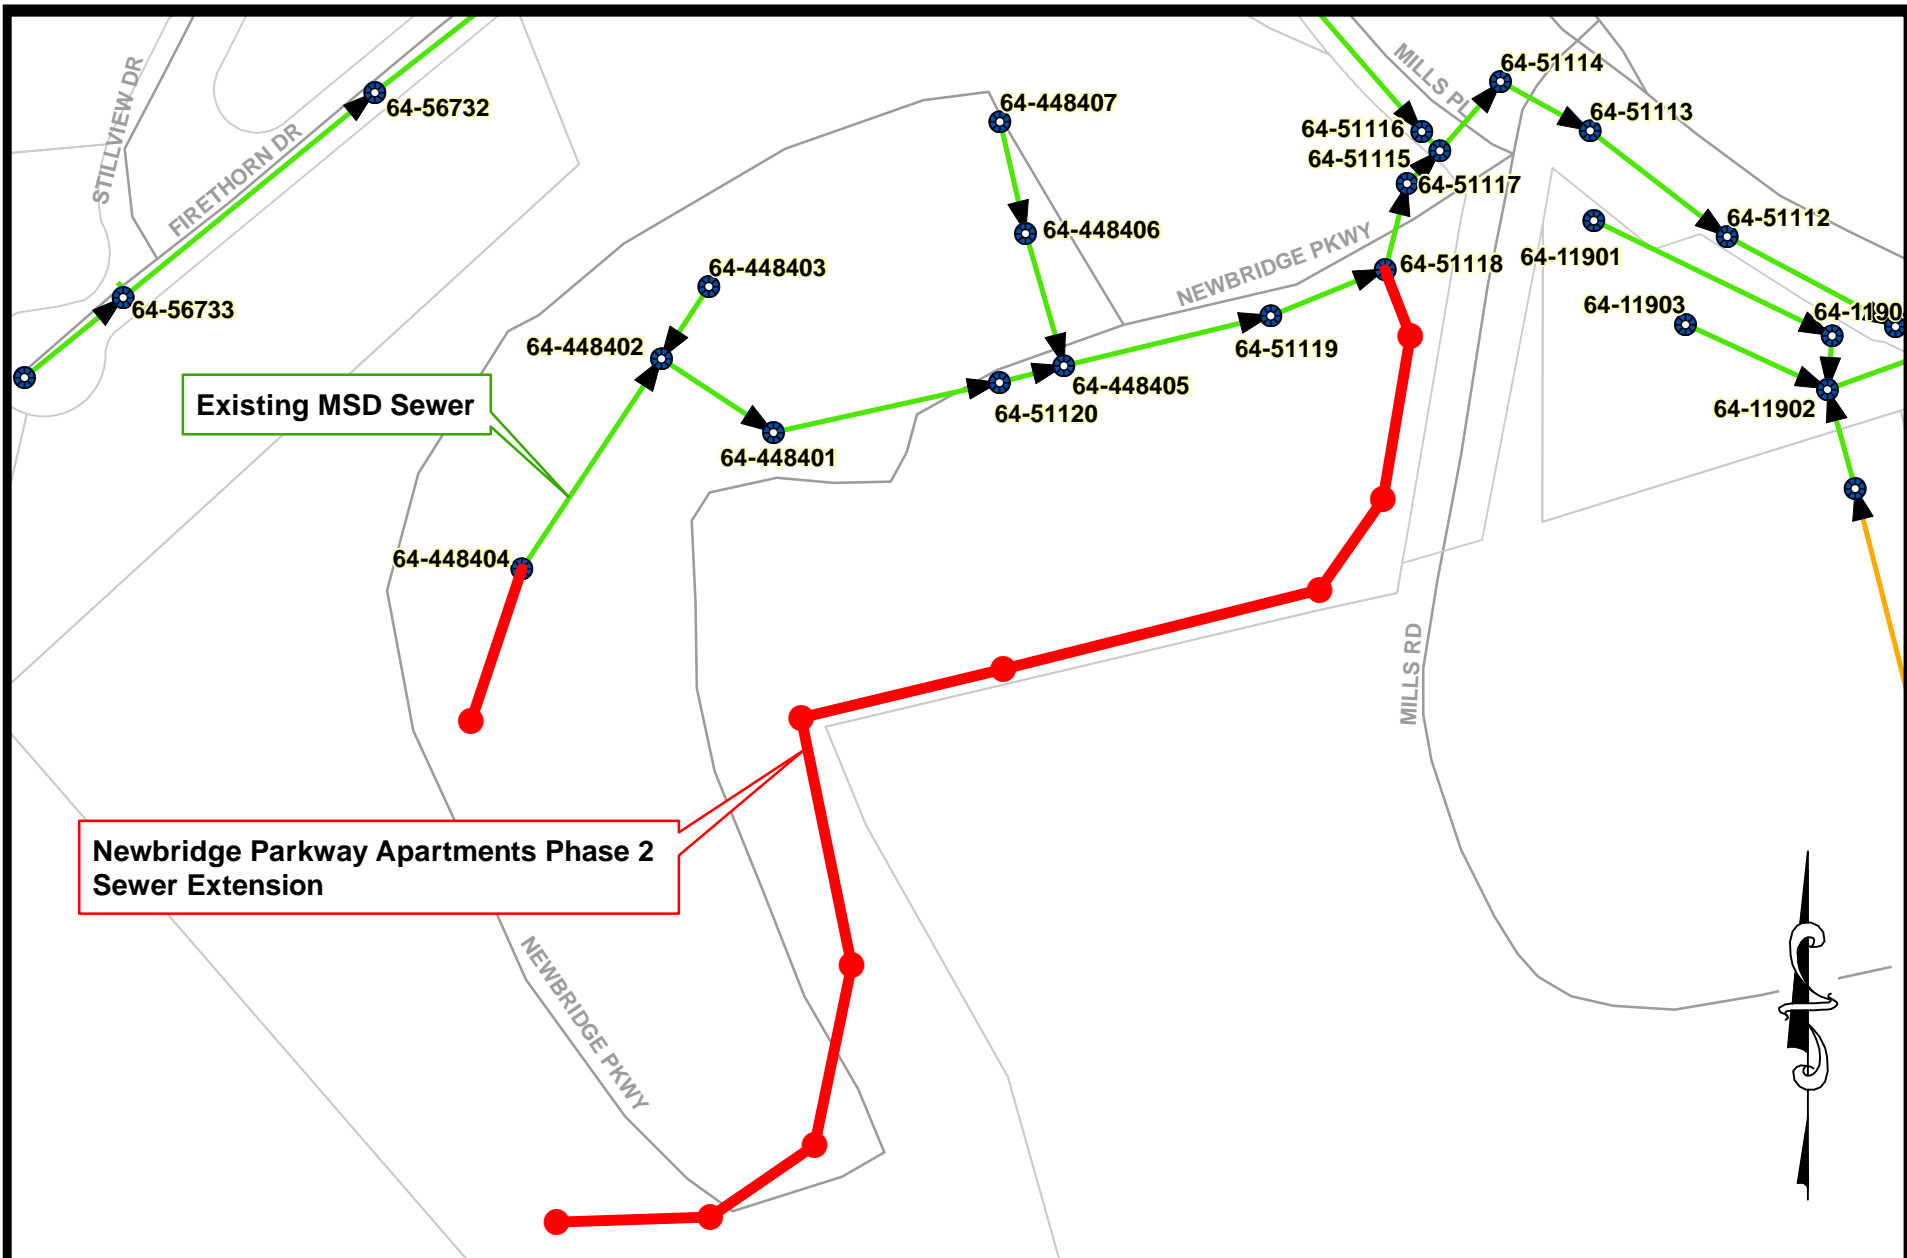 STILLVIEW DR
FIRETHORN DR
64-56732
64-56733
64-448407
64-448406
64-448403
64-448402
64-448401
64-448404
64-448405
64-51120
64-51119
64-51118
64-51117
64-51116
64-51115
64-51114
64-51113
64-51112
64-11901
64-11903
64-11902
MILLS PL
NEWBRIDGE PKWY
MILLS RD
Existing MSD Sewer
Newbridge Parkway Apartments Phase 2
Sewer Extension
NEWBRIDGE PKWY